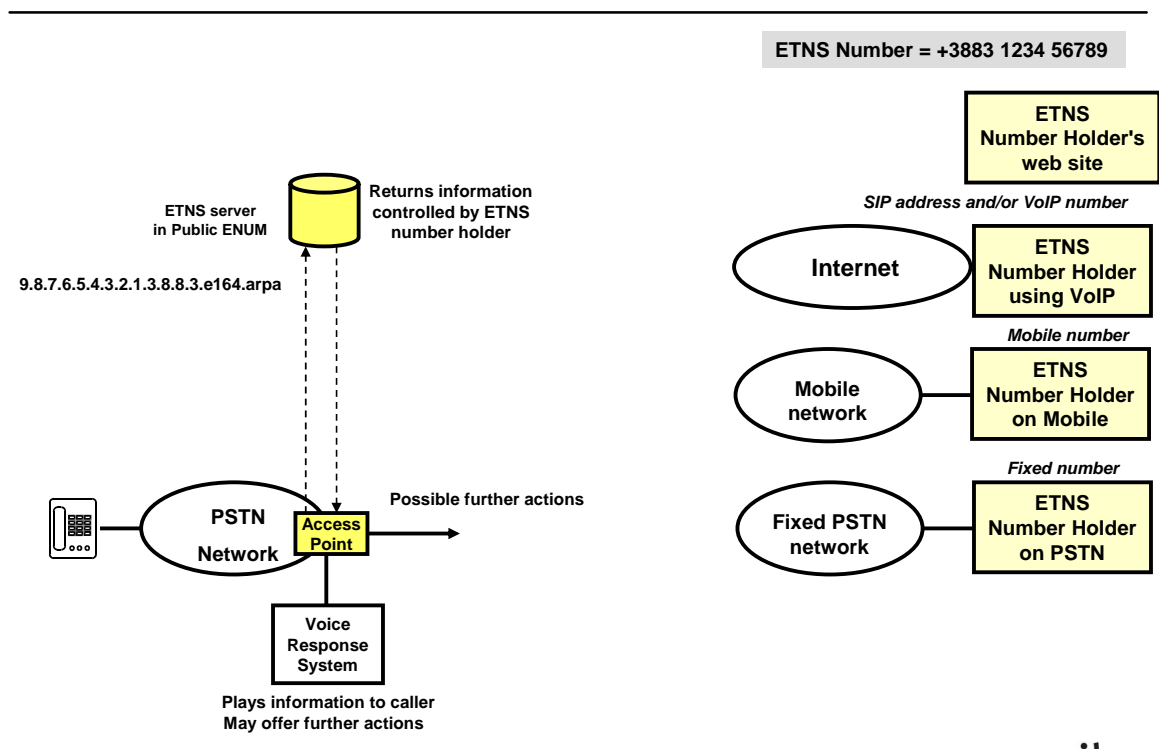 ETNS Number = +3883 1234 56789
ETNS
Number Holder's
web site
Returns information
controlled by ETNS
number holder
ETNS server
in Public ENUM
SIP address and/or VoIP number
Internet
ETNS
Number Holder
using VoIP
9.8.7.6.5.4.3.2.1.3.8.8.3.e164.arpa
Mobile number
Mobile
network
ETNS
Number Holder
on Mobile
Fixed number
Possible further actions
PSTN
Network
Access
Point
Fixed PSTN
network
ETNS
Number Holder
on PSTN
Voice
Response
System
Plays information to caller
May offer further actions